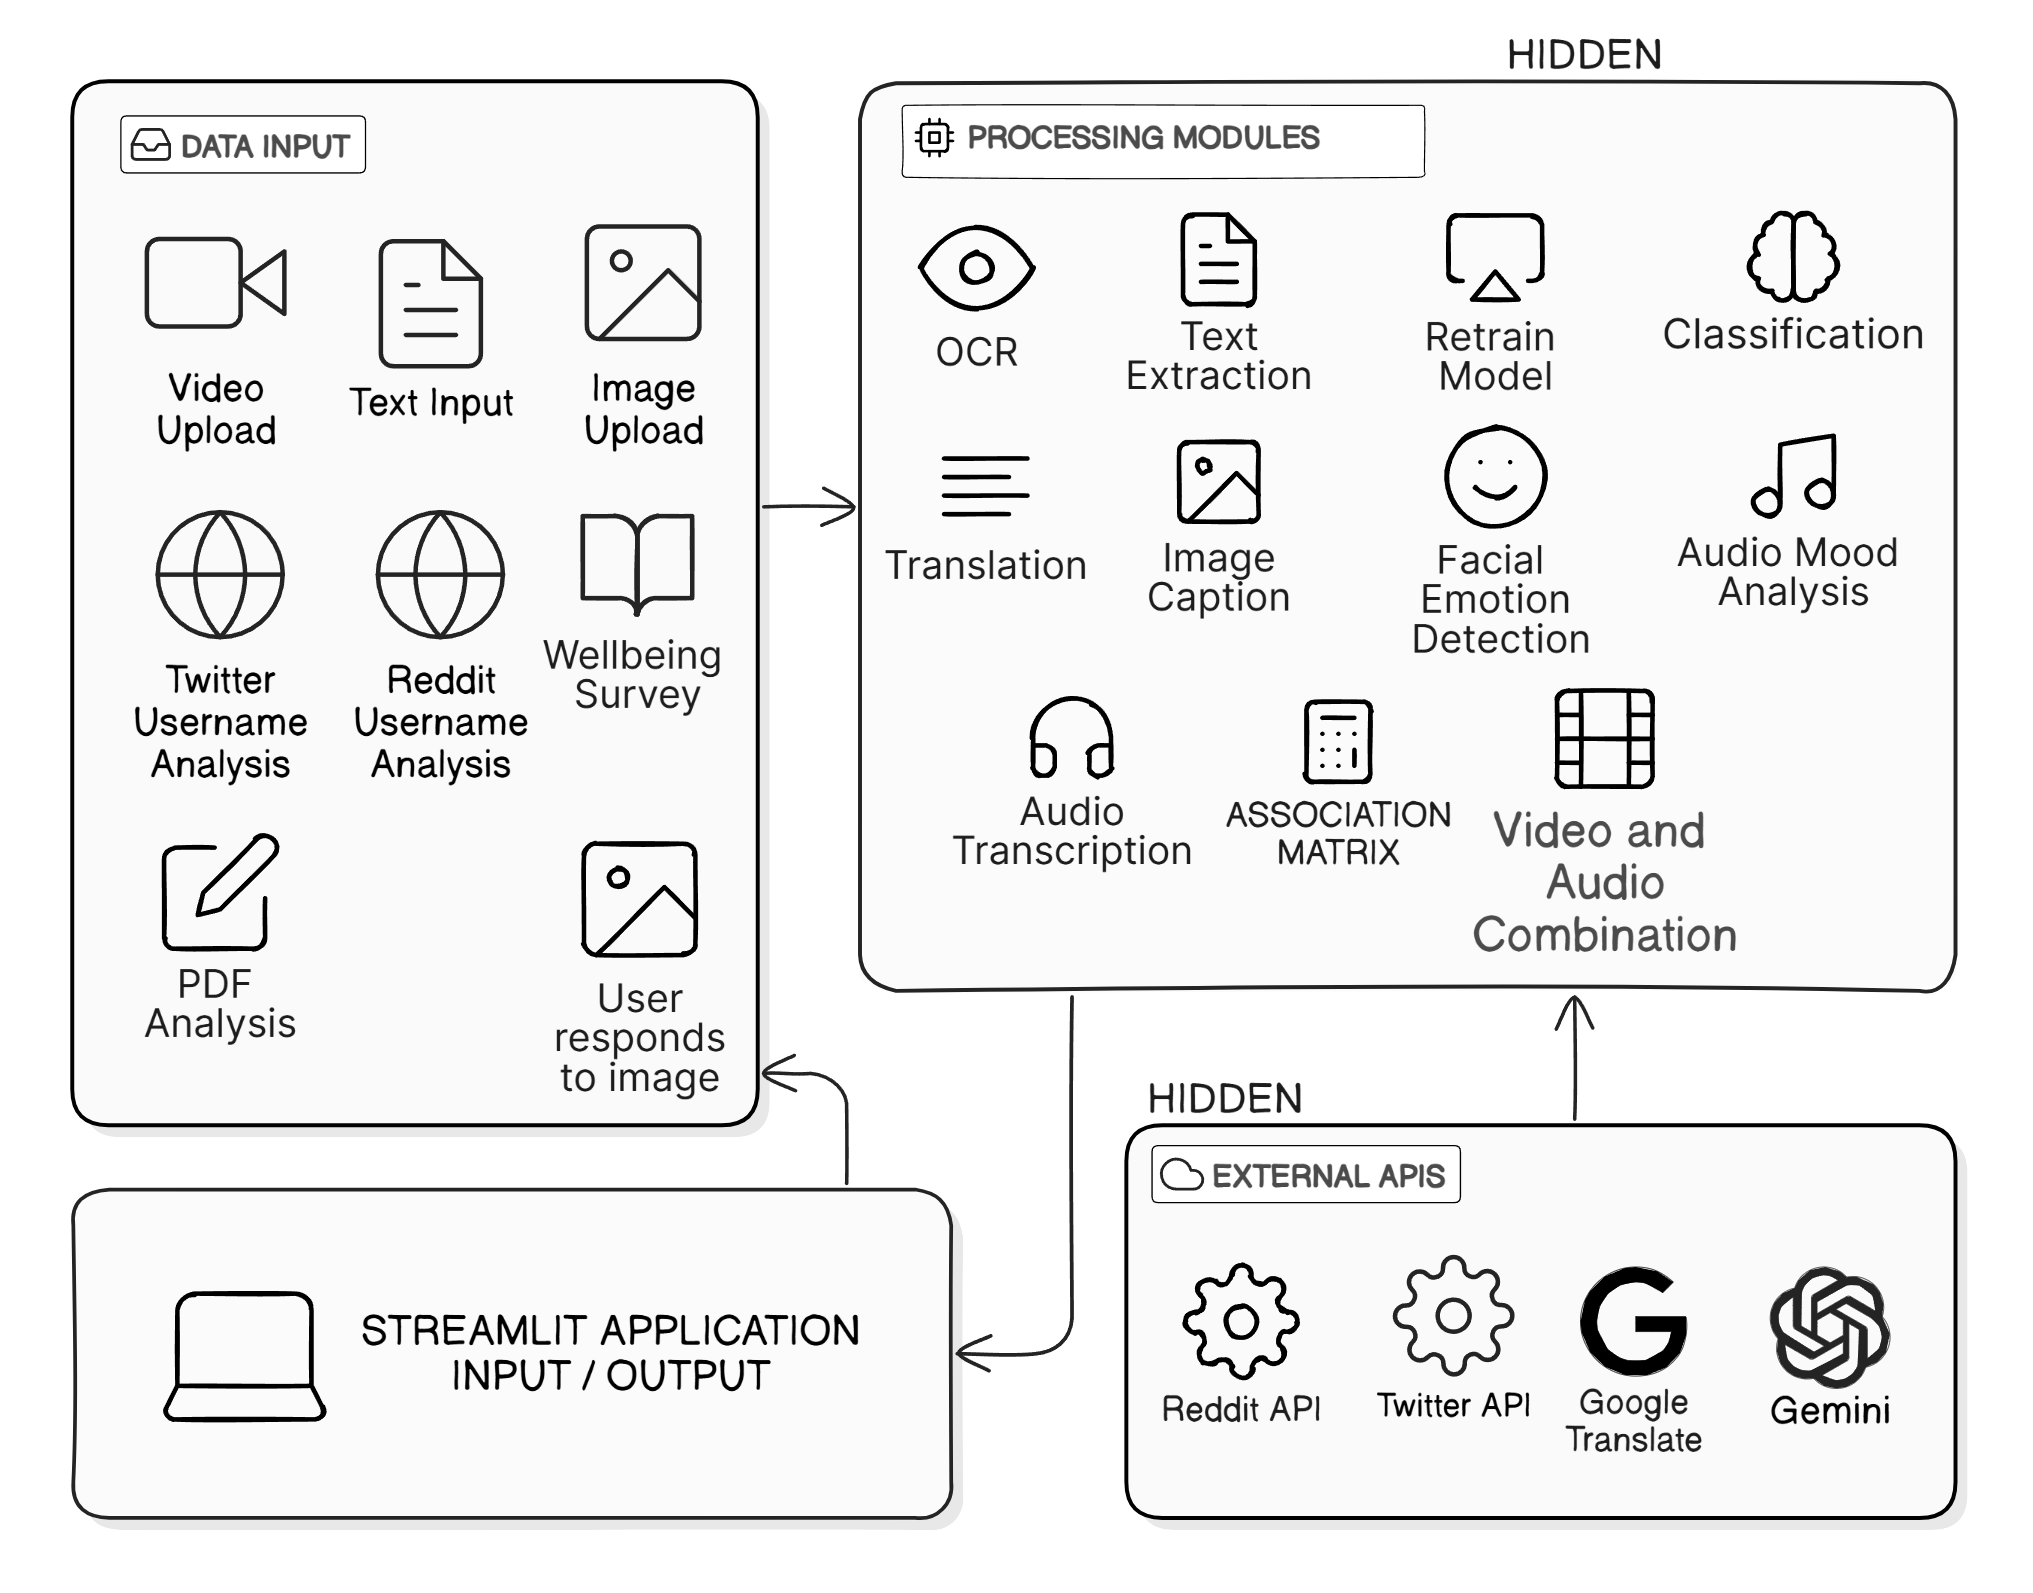 HIDDEN
DATA INPUT
Video
Upload
Text Input
Image
Upload
Twitter
Username
Analysis
Reddit
Username
Analysis
Wellbeing
Survey
PDF
Analysis
User
responds
to image
PROCESSING MODULES
OCR
Text
Extraction
Retrain
Model
Classification
Translation
Image
Caption
Facial
Emotion
Detection
Audio Mood
Analysis
Audio
Transcription
ASSOCIATION
MATRIX
Video and
Audio
Combination
STREAMLIT APPLICATION
INPUT / OUTPUT
HIDDEN
EXTERNAL APIS
Reddit API
Twitter API
Google
Translate
Gemini